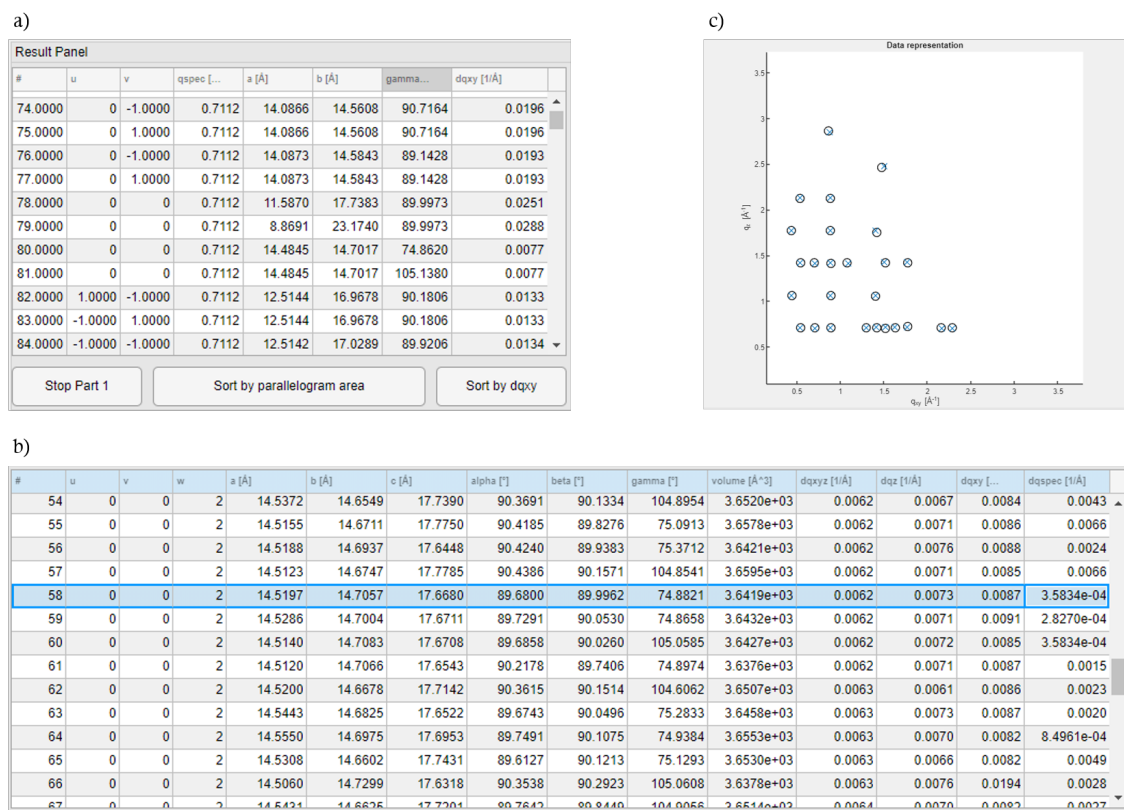 a)
Result Panel
# u v qspec [... a [Å] b [Å] gamma... dqxy [1/Å]
74.0000 0 -1.0000 0.7112 14.0866 14.5608 90.7164 0.0196
75.0000 0 1.0000 0.7112 14.0866 14.5608 90.7164 0.0196
76.0000 0 -1.0000 0.7112 14.0873 14.5843 89.1428 0.0193
77.0000 0 1.0000 0.7112 14.0873 14.5843 89.1428 0.0193
78.0000 0 0 0.7112 11.5870 17.7383 89.9973 0.0251
79.0000 0 0 0.7112 8.8691 23.1740 89.9973 0.0288
80.0000 0 0 0.7112 14.4845 14.7017 74.8620 0.0077
81.0000 0 0 0.7112 14.4845 14.7017 105.1380 0.0077
82.0000 1.0000 -1.0000 0.7112 12.5144 16.9678 90.1806 0.0133
83.0000 -1.0000 1.0000 0.7112 12.5144 16.9678 90.1806 0.0133
84.0000 -1.0000 -1.0000 0.7112 12.5142 17.0289 89.9206 0.0134
Stop Part 1 Sort by parallelogram area Sort by dqxy
c)
Data representation
3.5
3
2.5
2
1.5
1
0.5
qz [Å-1]
0.5 1 1.5 2 2.5 3 3.5
qxy [Å-1]
b)
# u v w a [Å] b [Å] c [Å] alpha [°] beta [°] gamma [°] volume [Å^3] dqxyz [1/Å] dqz [1/Å] dqxy [... dqspec [1/Å]
54 0 0 2 14.5372 14.6549 17.7390 90.3691 90.1334 104.8954 3.6520e+03 0.0062 0.0067 0.0084 0.0043
55 0 0 2 14.5155 14.6711 17.7750 90.4185 89.8276 75.0913 3.6578e+03 0.0062 0.0071 0.0086 0.0066
56 0 0 2 14.5188 14.6937 17.6448 90.4240 89.9383 75.3712 3.6421e+03 0.0062 0.0076 0.0088 0.0024
57 0 0 2 14.5123 14.6747 17.7785 90.4386 90.1571 104.8541 3.6595e+03 0.0062 0.0071 0.0085 0.0066
58 0 0 2 14.5197 14.7057 17.6680 89.6800 89.9962 74.8821 3.6419e+03 0.0062 0.0073 0.0087 3.5834e-04
59 0 0 2 14.5286 14.7004 17.6711 89.7291 90.0530 74.8658 3.6432e+03 0.0062 0.0071 0.0091 2.8270e-04
60 0 0 2 14.5140 14.7083 17.6708 89.6858 90.0260 105.0585 3.6427e+03 0.0062 0.0072 0.0085 3.5834e-04
61 0 0 2 14.5120 14.7066 17.6543 90.2178 89.7406 74.8974 3.6376e+03 0.0062 0.0071 0.0087 0.0015
62 0 0 2 14.5200 14.6678 17.7142 90.3615 90.1514 104.6062 3.6507e+03 0.0063 0.0061 0.0086 0.0023
63 0 0 2 14.5443 14.6825 17.6522 89.6743 90.0496 75.2833 3.6458e+03 0.0063 0.0073 0.0087 0.0020
64 0 0 2 14.5550 14.6975 17.6953 89.7491 90.1075 74.9384 3.6553e+03 0.0063 0.0070 0.0082 8.4961e-04
65 0 0 2 14.5308 14.6602 17.7431 89.6127 90.1213 75.1293 3.6530e+03 0.0063 0.0066 0.0082 0.0049
66 0 0 2 14.5060 14.7299 17.6318 90.3538 90.2923 105.0608 3.6378e+03 0.0063 0.0076 0.0194 0.0028
67 0 0 2 14.5431 14.6625 17.7201